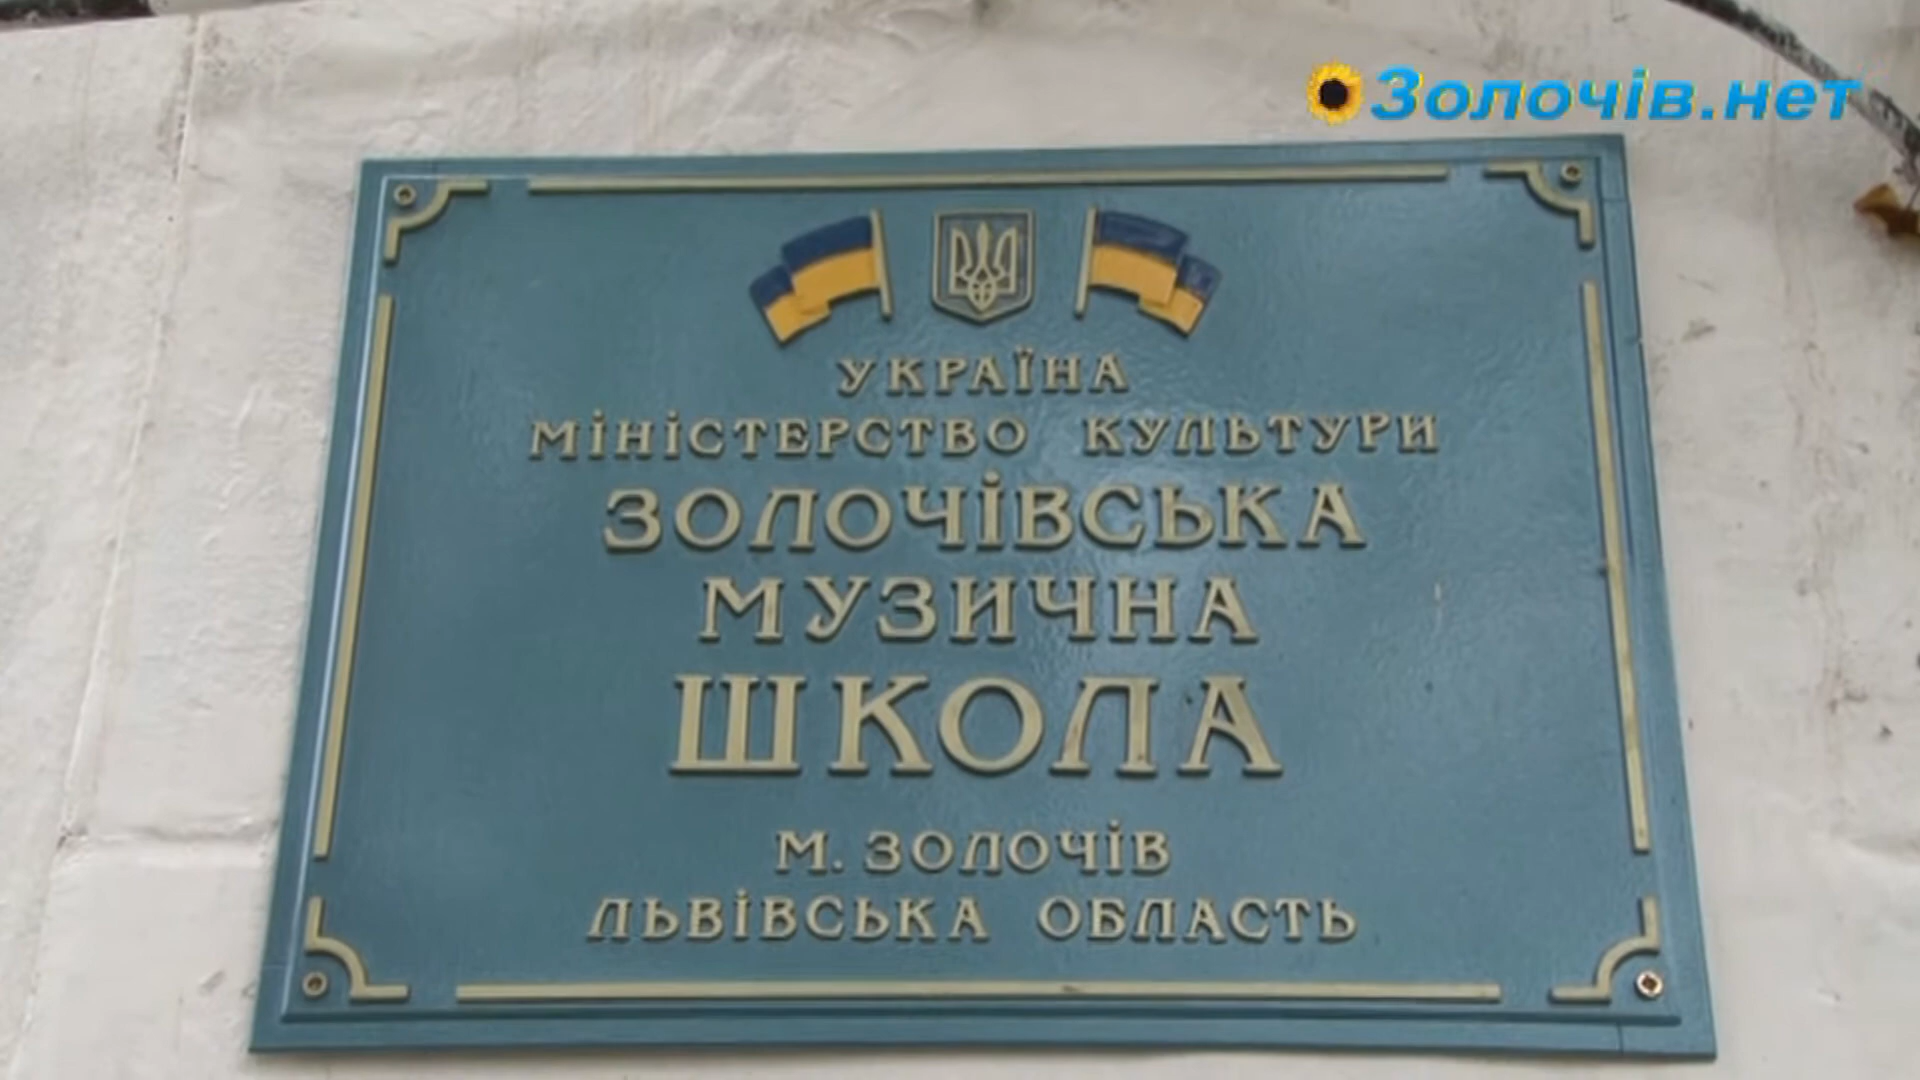 Золочів.нет
УКРАЇНА
МІНІСТЕРСТВО КУЛЬТУРИ
ЗОЛОЧІВСЬКА
МУЗИЧНА
ШКОЛА
М. ЗОЛОЧІВ
ЛЬВІВСЬКА ОБЛАСТЬ